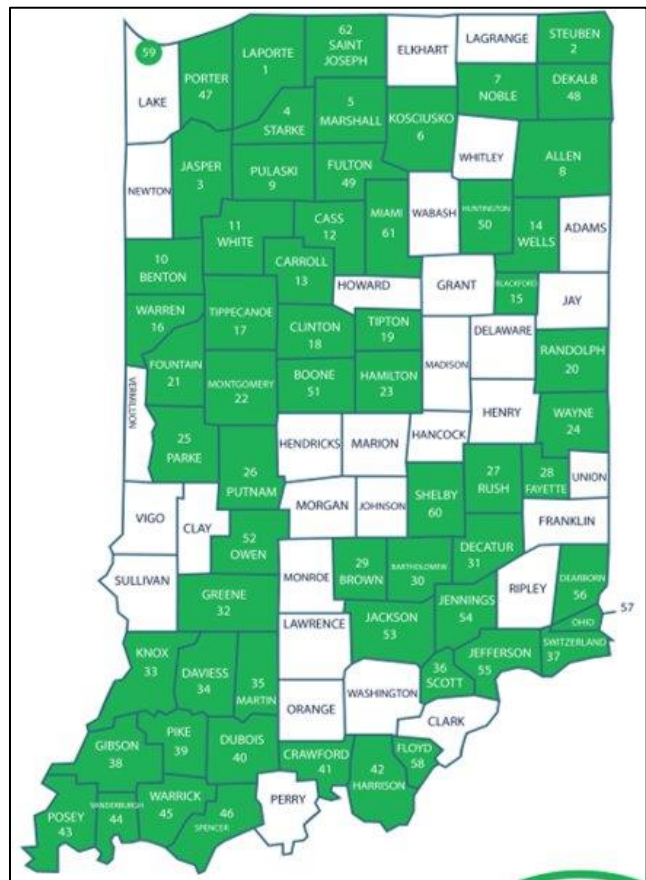 59
LAKE
PORTER
47
LAPORTE
1
62
SAINT
JOSEPH
ELKHART
LAGRANGE
STEUBEN
2
4
STARKE
5
MARSHALL
KOSCIUSKO
6
7
NOBLE
DEKALB
48
WHITLEY
ALLEN
8
NEWTON
JASPER
3
PULASKI
9
FULTON
49
11
WHITE
CASS
12
MIAMI
61
WABASH
HUNTINGTON
50
14
WELLS
ADAMS
10
BENTON
CARROLL
13
HOWARD
GRANT
BLACKFORD
15
JAY
WARREN
16
TIPPECANOE
17
CLINTON
18
TIPTON
19
MADISON
DELAWARE
RANDOLPH
20
FOUNTAIN
21
MONTGOMERY
22
BOONE
51
HAMILTON
23
VERMILLION
HENRY
WAYNE
24
25
PARKE
26
PUTNAM
HENDRICKS
MARION
HANCOCK
27
RUSH
28
FAYETTE
UNION
VIGO
CLAY
MORGAN
JOHNSON
SHELBY
60
FRANKLIN
52
OWEN
SULLIVAN
GREENE
32
MONROE
29
BROWN
BARTHOLOMEW
30
DECATUR
31
RIPLEY
DEARBORN
56
57
OHIO
LAWRENCE
JACKSON
53
JENNINGS
54
SWITZERLAND
37
KNOX
33
DAVIESS
34
35
MARTIN
ORANGE
WASHINGTON
36
SCOTT
JEFFERSON
55
CLARK
GIBSON
38
PIKE
39
DUBOIS
40
CRAWFORD
41
42
HARRISON
FLOYD
58
POSEY
43
VANDERBURGH
44
WARRICK
45
46
SPENCER
PERRY